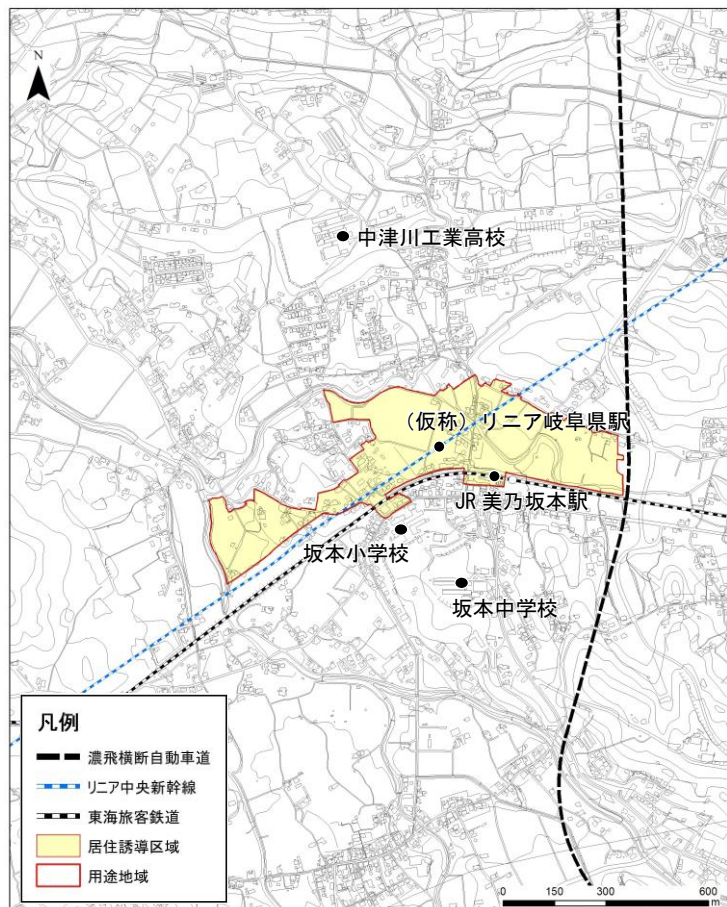 N
中津川工業高校
(仮称)リニア岐阜県駅
JR美乃坂本駅
坂本小学校
坂本中学校
凡例
濃飛横断自動車道
リニア中央新幹線
東海旅客鉄道
居住誘導区域
用途地域
0 150 300 600
m